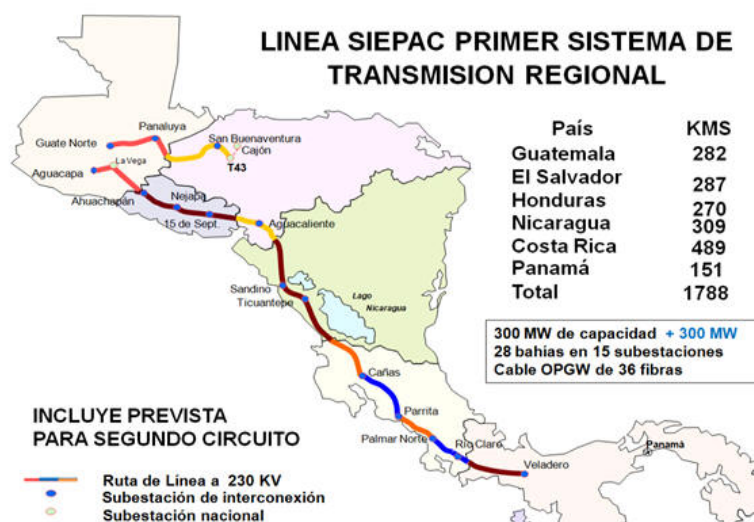 LINEA SIEPAC PRIMER SISTEMA DE
TRANSMISION REGIONAL
País KMS
Guatemala 282
El Salvador 287
Honduras 270
Nicaragua 309
Costa Rica 489
Panamá 151
Total 1788
300 MW de capacidad + 300 MW
28 bahías en 15 subestaciones
Cable OPGW de 36 fibras
Panaluya
Guate Norte
San Buenaventura
Cajón
La Vega
T43
Aguacapa
Ahuachapán
Nejapa
15 de Sept.
Aguacaliente
Sandino
Ticuantepe
Lago
Nicaragua
Cañas
Parrita
Palmar Norte
Río Claro
Veladero
Panamá
INCLUYE PREVISTA
PARA SEGUNDO CIRCUITO
Ruta de Línea a 230 KV
Subestación de interconexión
Subestación nacional